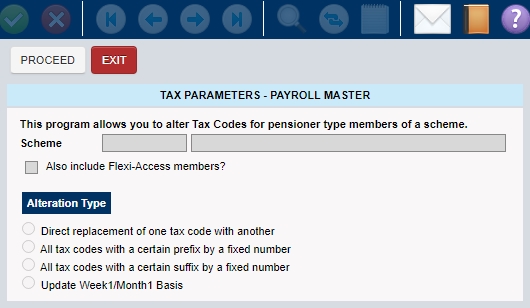 ?
PROCEED EXIT
TAX PARAMETERS - PAYROLL MASTER
This program allows you to alter Tax Codes for pensioner type members of a scheme.
Scheme
Also include Flexi-Access members?
Alteration Type
Direct replacement of one tax code with another
All tax codes with a certain prefix by a fixed number
All tax codes with a certain suffix by a fixed number
Update Week1/Month1 Basis